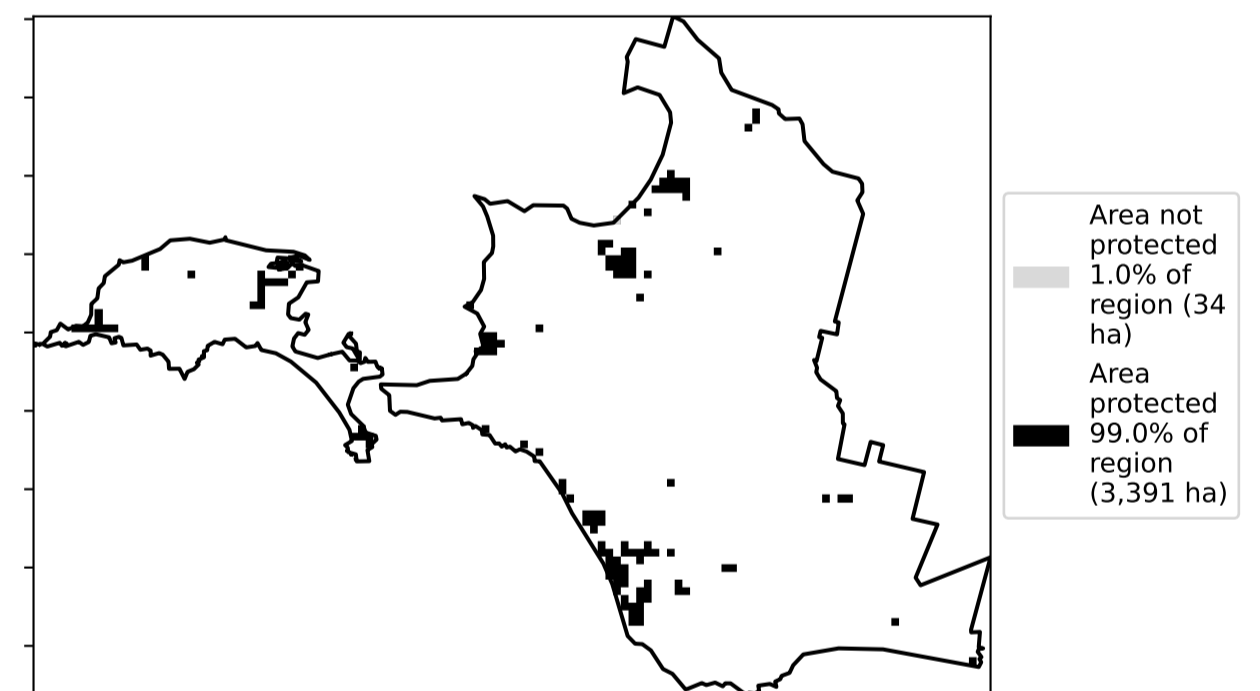 Area not
protected
1.0% of
region (34
ha)
Area
protected
99.0% of
region
(3,391 ha)